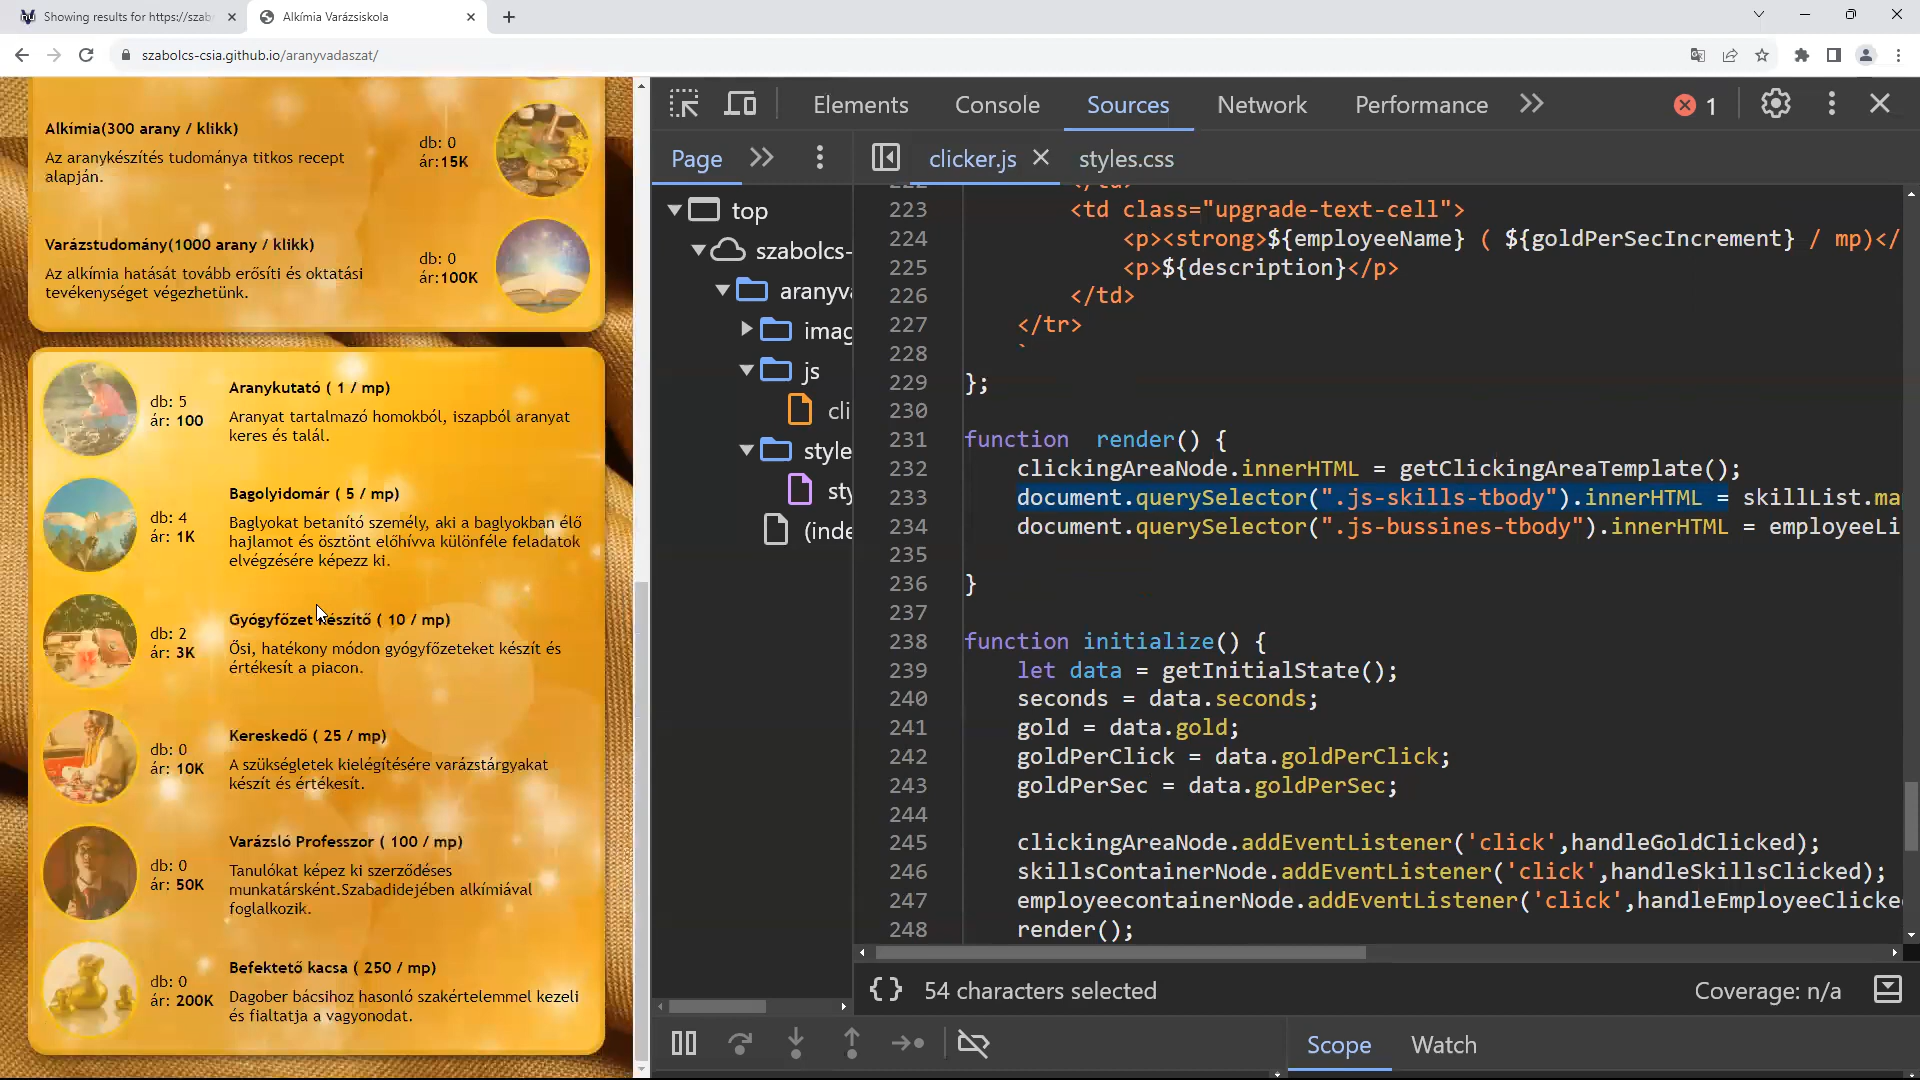 Showing results for https://szab
Alkímia Varázsiskola
szabolcs-csia.github.io/aranyvadaszat/
Alkímia(300 arany / klikk)
Az aranykészítés tudománya titkos recept
alapján.
db: 0
ár:15K
Varázstudomány(1000 arany / klikk)
Az alkímia hatását tovább erősíti és oktatási
tevékenységet végezhetünk.
db: 0
ár:100K
db: 5
ár: 100
Aranykutató ( 1 / mp)
Aranyat tartalmazó homokból, iszapból aranyat
keres és talál.
db: 4
ár: 1K
Bagolyidomár ( 5 / mp)
Baglyokat betanító személy, aki a baglyokban élő
hajlamot és ösztönt előhívva különféle feladatok
elvégzésére képezz ki.
db: 2
ár: 3K
Gyógyfőzet készítő ( 10 / mp)
Ősi, hatékony módon gyógyfőzeteket készít és
értékesít a piacon.
db: 0
ár: 10K
Kereskedő ( 25 / mp)
A szükségletek kielégítésére varázstárgyakat
készít és értékesít.
db: 0
ár: 50K
Varázsló Professzor ( 100 / mp)
Tanulókat képez ki szerződéses
munkatársként.Szabadidejében alkímiával
foglalkozik.
db: 0
ár: 200K
Befektető kacsa ( 250 / mp)
Dagober bácsihoz hasonló szakértelemmel kezeli
és fialtatja a vagyonodat.
Elements Console Sources Network Performance 1
Page
clicker.js styles.css
top
szabolcs-
aranyva
imag
js
cli
style
sty
(inde
223 <td class="upgrade-text-cell">
224 <p><strong>${employeeName} ( ${goldPerSecIncrement} / mp)</
225 <p>${description}</p>
226 </td>
227 </tr>
228 `
229 };
230
231 function render() {
232 clickingAreaNode.innerHTML = getClickingAreaTemplate();
233 document.querySelector(".js-skills-tbody").innerHTML = skillList.ma
234 document.querySelector(".js-bussines-tbody").innerHTML = employeeLi
235
236 }
237
238 function initialize() {
239 let data = getInitialState();
240 seconds = data.seconds;
241 gold = data.gold;
242 goldPerClick = data.goldPerClick;
243 goldPerSec = data.goldPerSec;
244
245 clickingAreaNode.addEventListener('click',handleGoldClicked);
246 skillsContainerNode.addEventListener('click',handleSkillsClicked);
247 employeecontainerNode.addEventListener('click',handleEmployeeClicke
248 render();
{} 54 characters selected
Coverage: n/a
Scope Watch